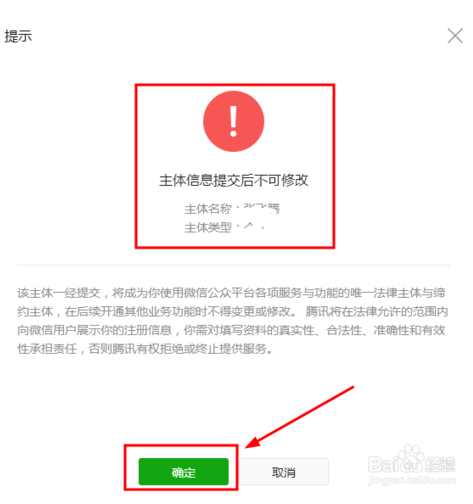 提示
主体信息提交后不可修改
主体名称：
主体类型：
该主体一经提交，将成为你使用微信公众平台各项服务与功能的唯一法律主体与缔
约主体，在后续开通其他业务功能时不得变更或修改。 腾讯将在法律允许的范围内
向微信用户展示你的注册信息，你需对填写资料的真实性、合法性、准确性和有效
性承担责任，否则腾讯有权拒绝或终止提供服务。
确定
取消
Baidu 经验
jingyan.baidu.com